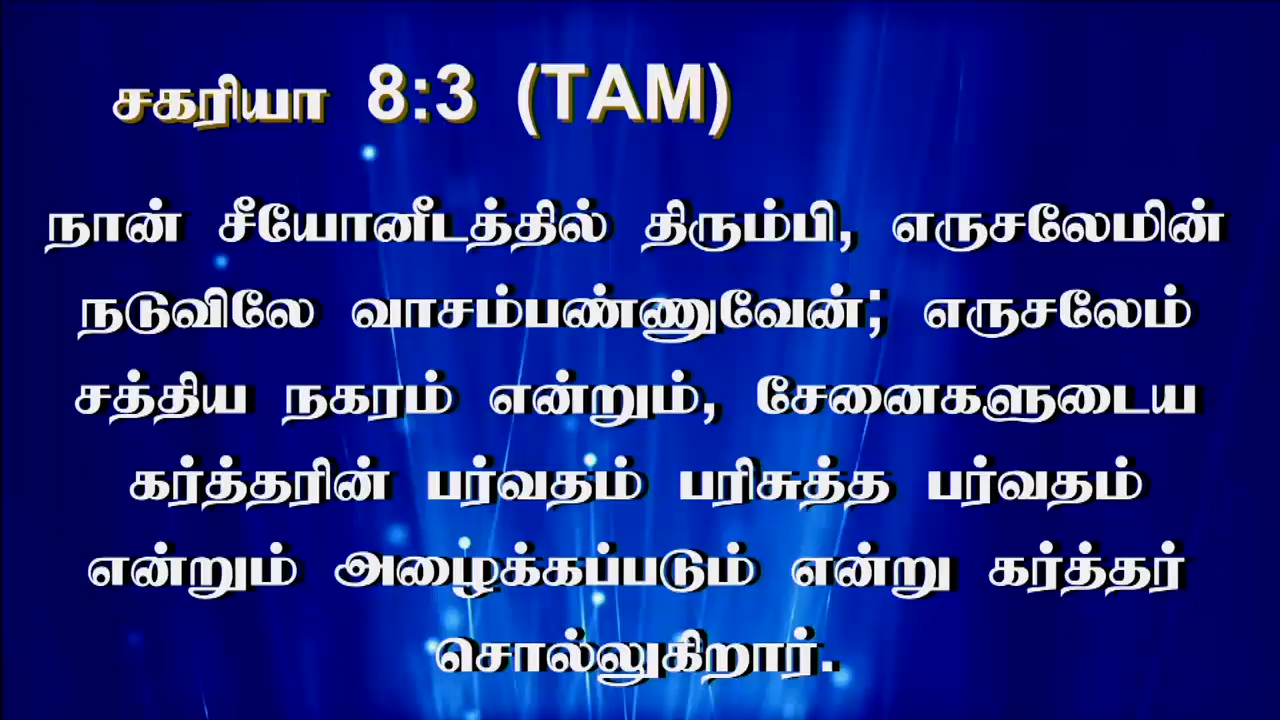 சகரியா 8:3 (TAM)
நான் சீயோனீடத்தில் திரும்பி, எருசலேமின்
நடுவிலே வாசம்பண்ணுவேன்; எருசலேம்
சத்திய நகரம் என்றும், சேனைகளுடைய
கர்த்தரின் பர்வதம் பரிசுத்த பர்வதம்
என்றும் அழைக்கப்படும் என்று கர்த்தர்
சொல்லுகிறார்.